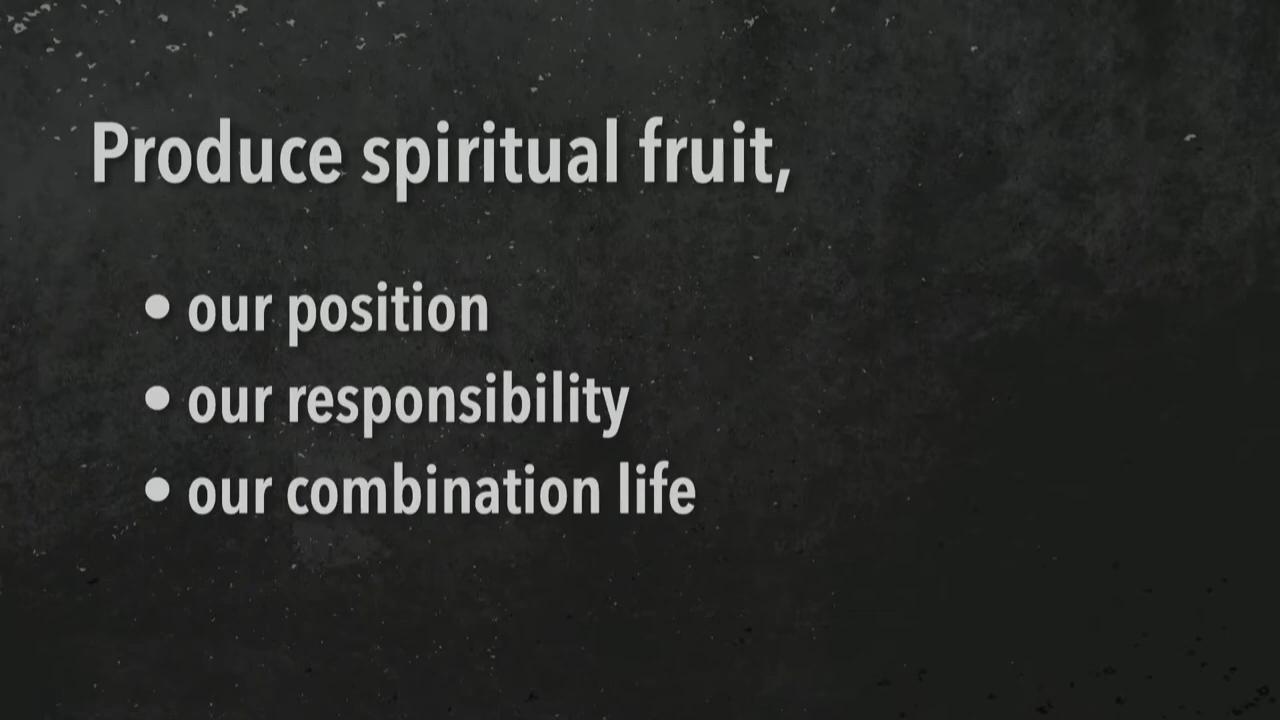 Produce spiritual fruit,
• our position
• our responsibility
• our combination life